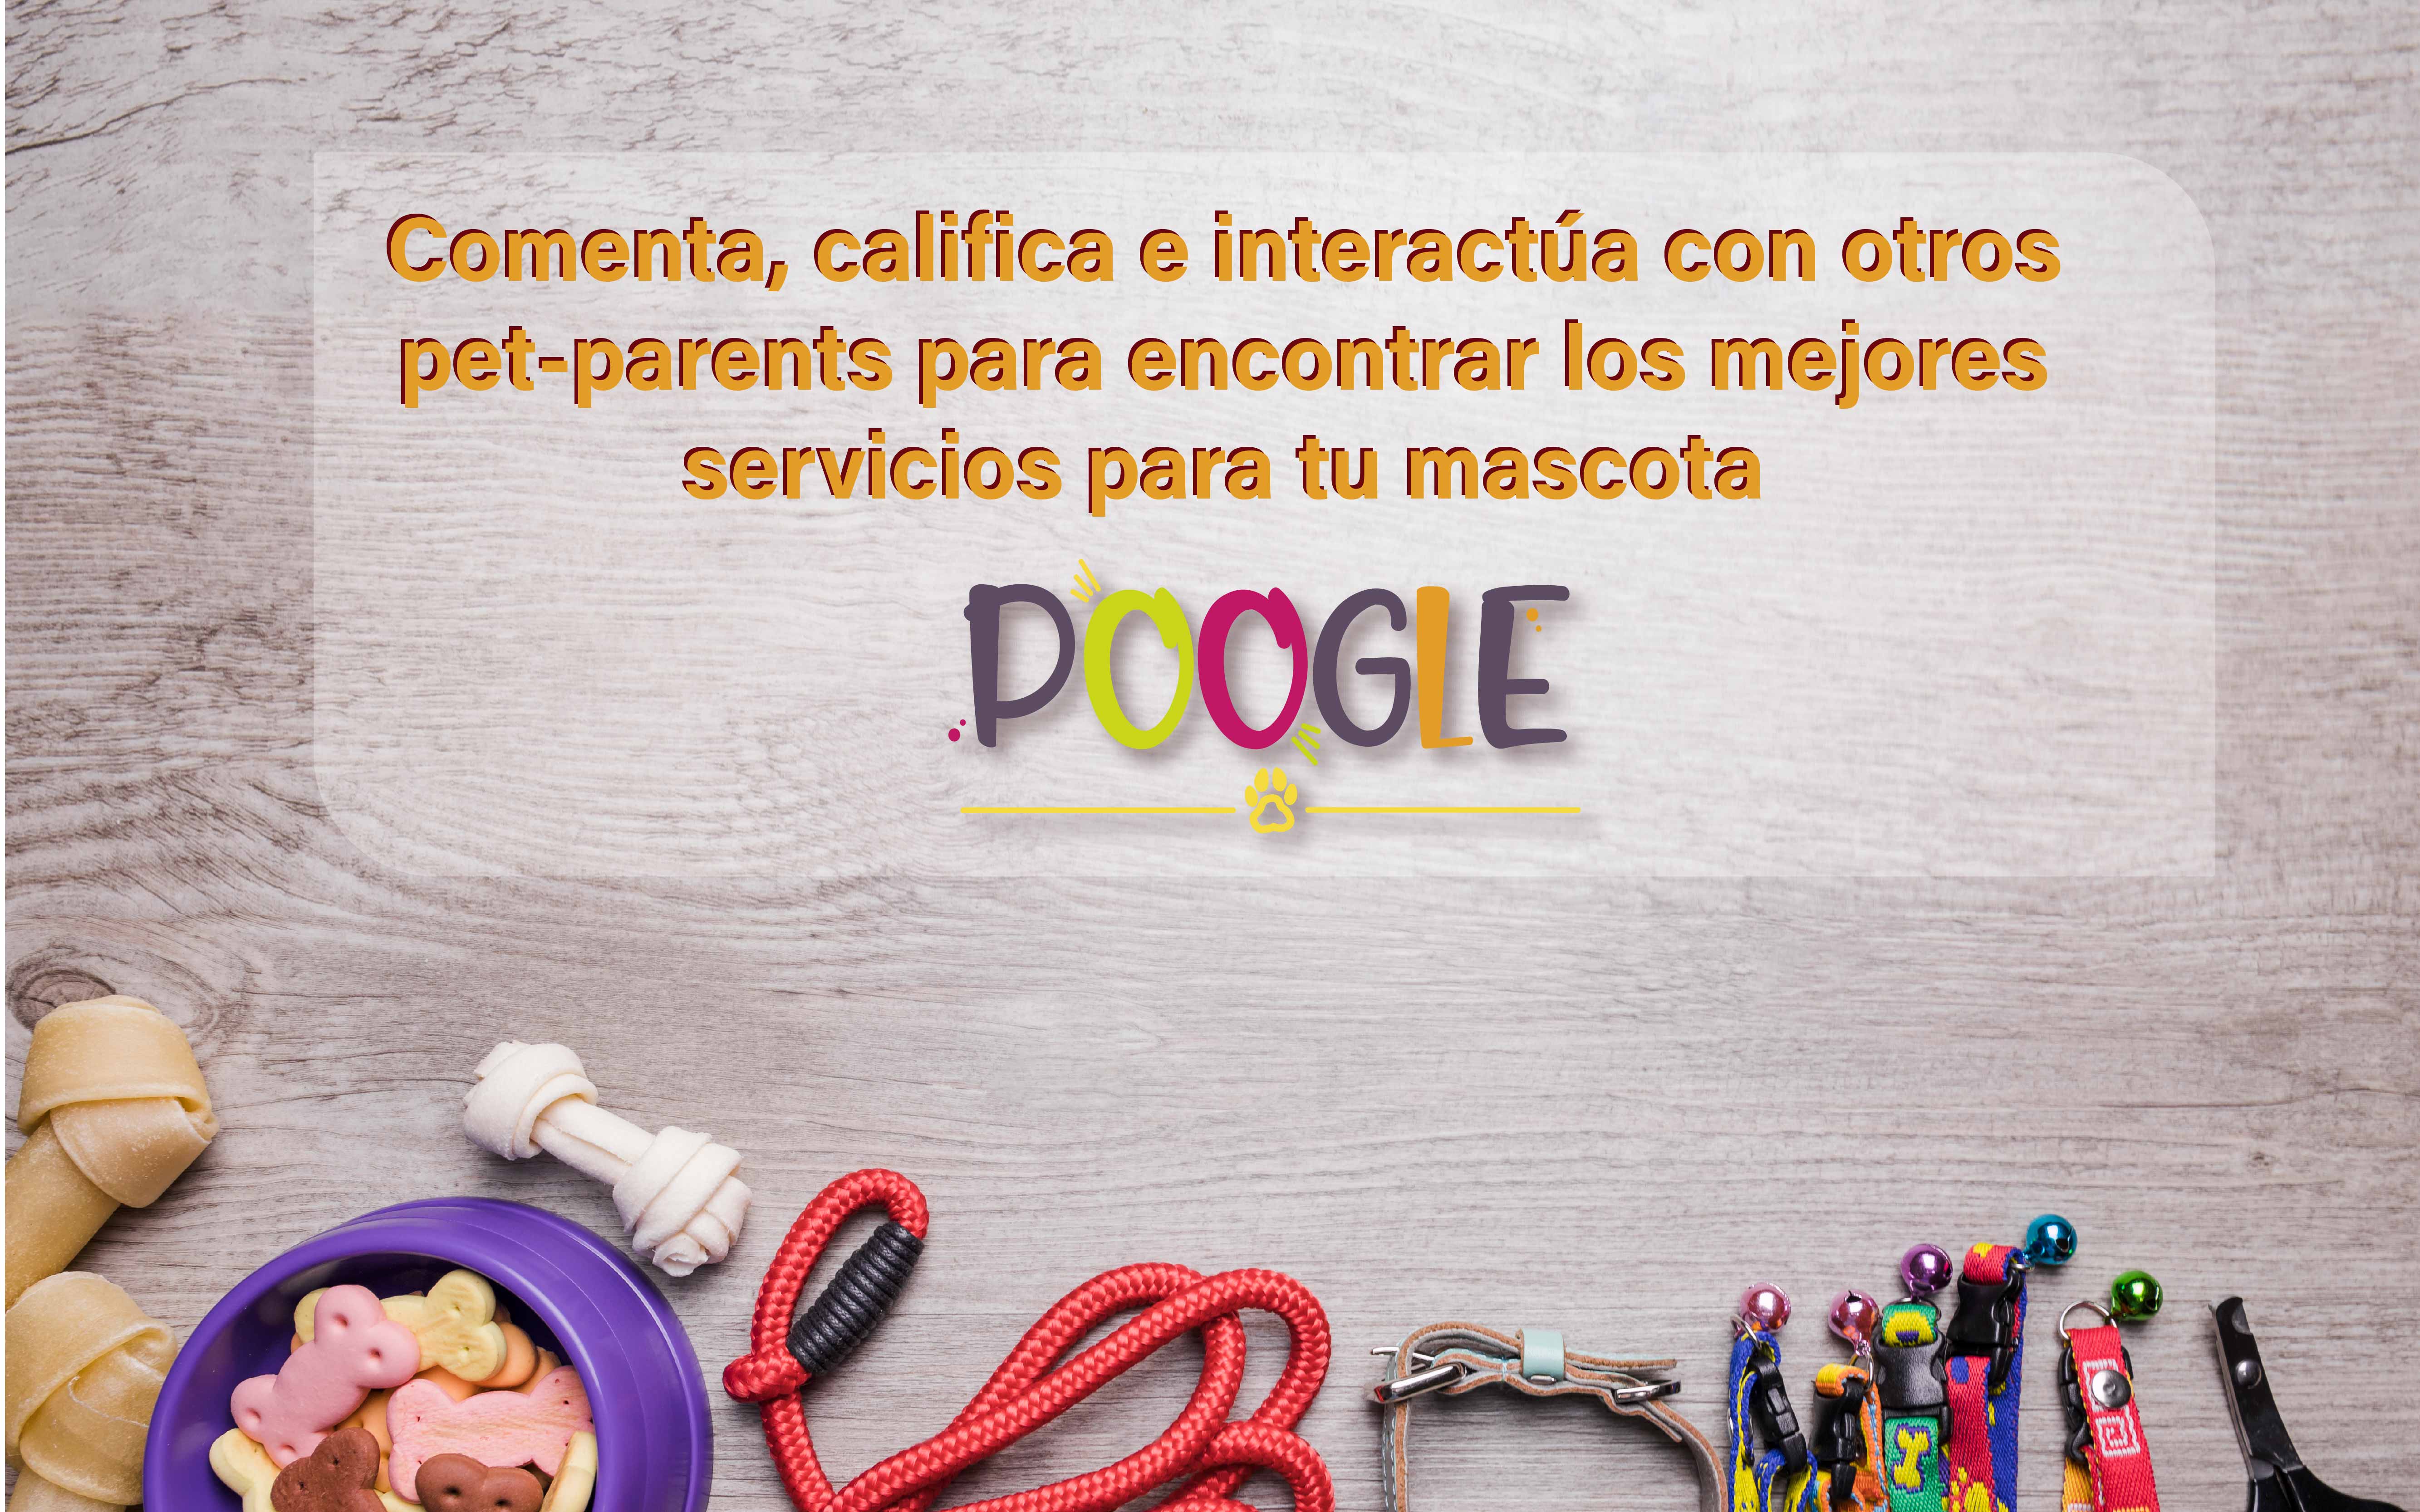 Comenta, califica e interactúa con otros
pet-parents para encontrar los mejores
servicios para tu mascota
POOGLE